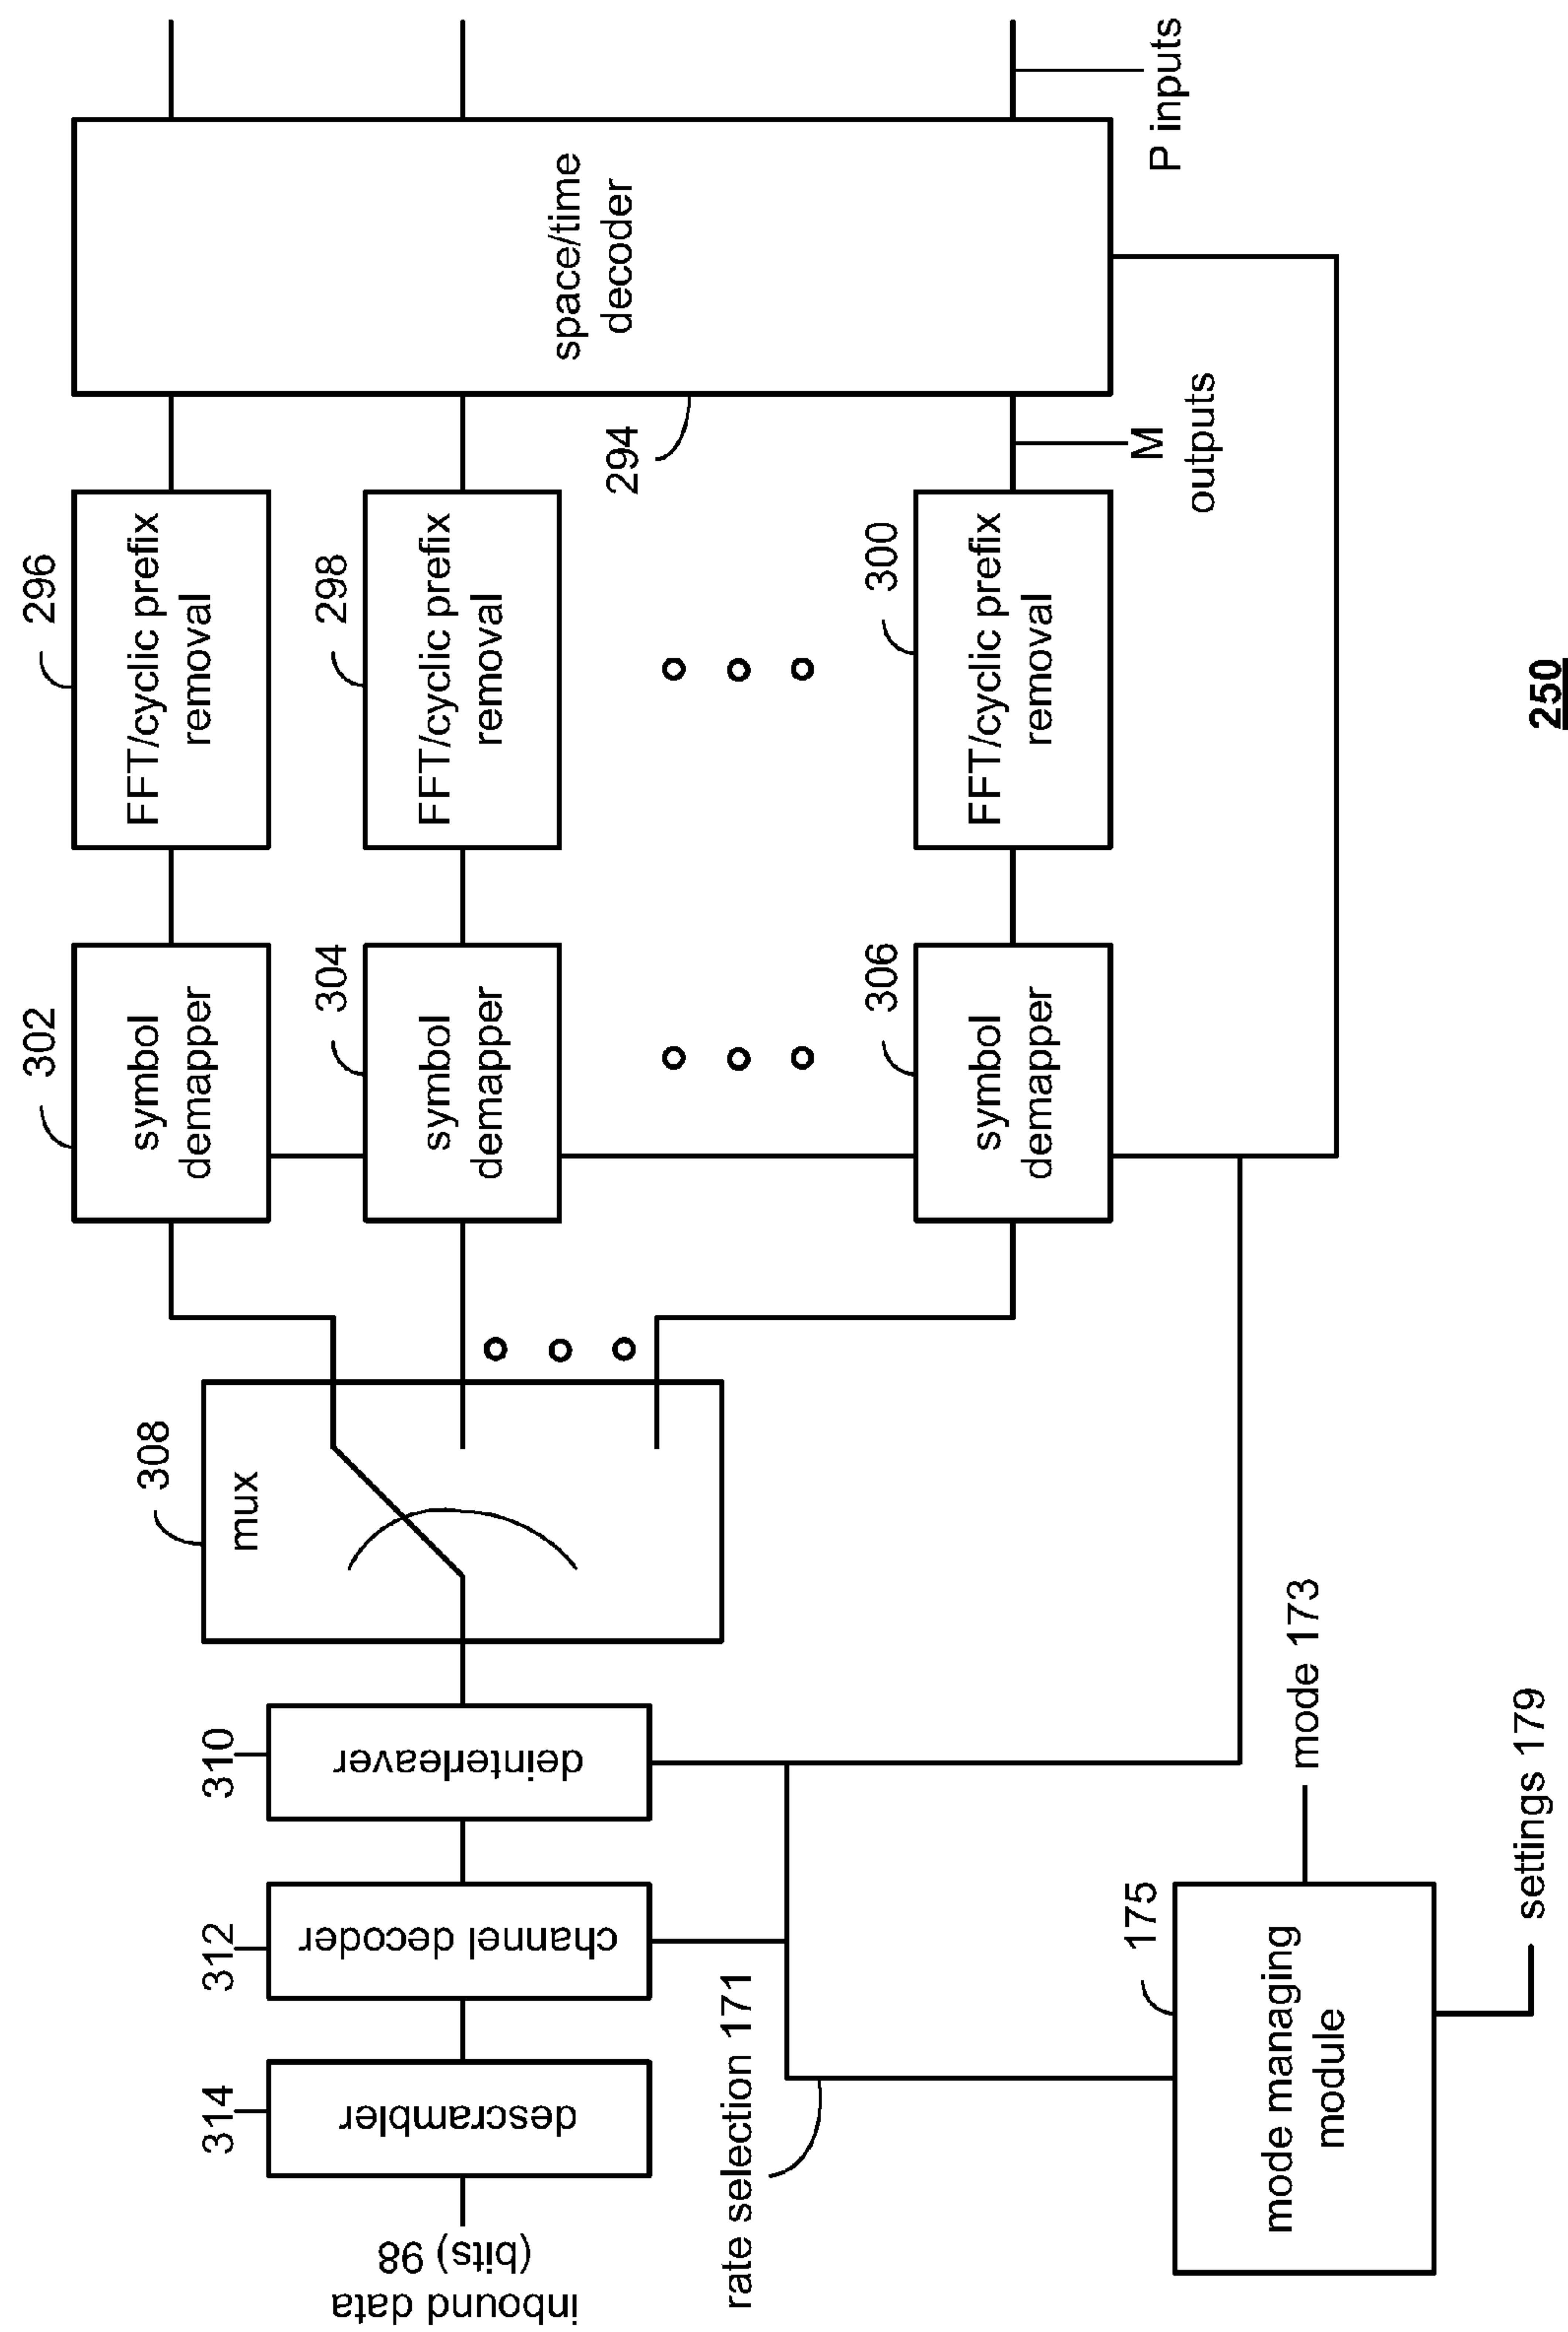 302
symbol
demapper
296
FFT/cyclic prefix
removal
308
mux
304
symbol
demapper
298
FFT/cyclic prefix
removal
space/time
decoder
294
314
descrambler
312
channel decoder
310
deinterleaver
inbound data
(bits) 98
306
symbol
demapper
300
FFT/cyclic prefix
removal
M
outputs
P inputs
rate selection 171
175
mode managing
module
mode 173
settings 179
250